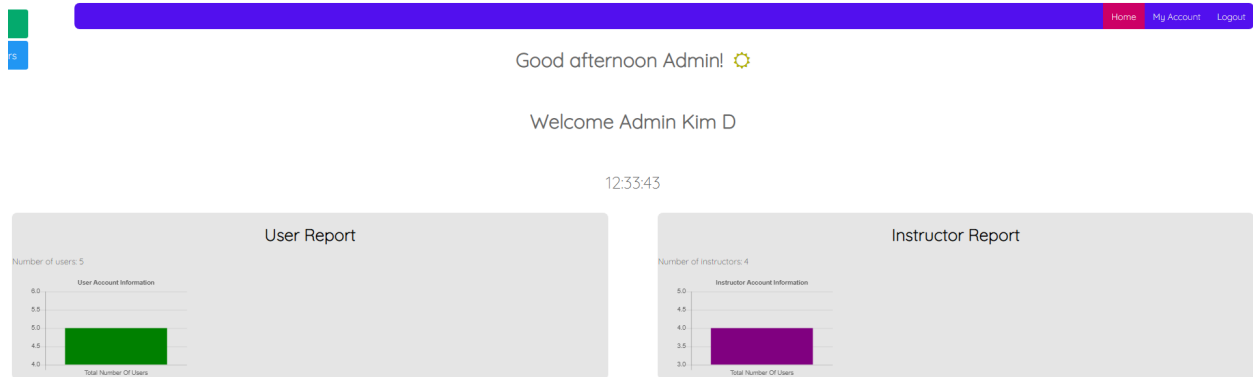 Home My Account Logout
rs
Good afternoon Admin!
Welcome Admin Kim D
12:33:43
User Report
Number of users: 5
User Account Information
6.0
5.5
5.0
4.5
4.0
Total Number Of Users
Instructor Report
Number of instructors: 4
Instructor Account Information
5.0
4.5
4.0
3.5
3.0
Total Number Of Users